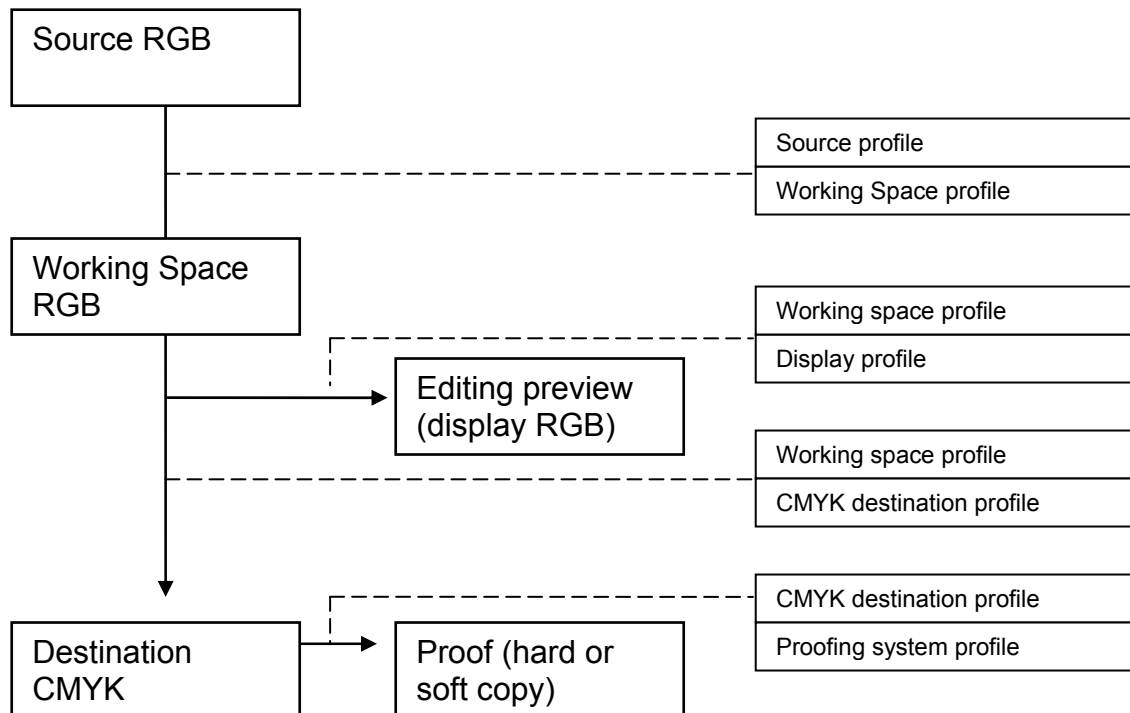 Source RGB
Source profile
Working Space profile
Working Space
RGB
Working space profile
Display profile
Editing preview
(display RGB)
Working space profile
CMYK destination profile
CMYK destination profile
Proofing system profile
Destination
CMYK
Proof (hard or
soft copy)